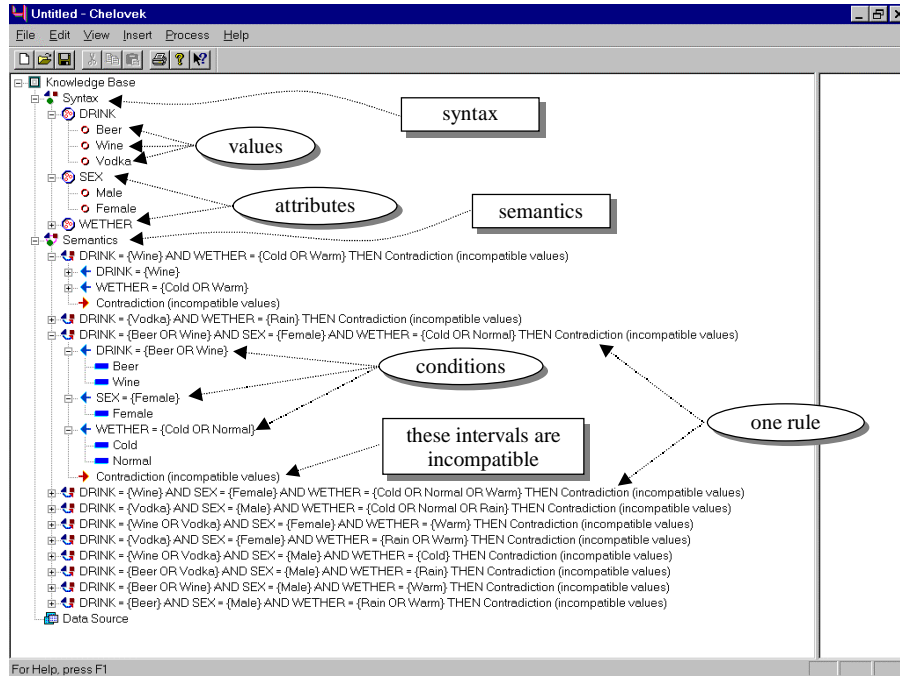 Untitled - Chelovek
File Edit View Insert Process Help
Knowledge Base
Syntax
syntax
DRINK
Beer
Wine
values
Vodka
SEX
Male
attributes
Female
semantics
WETHER
Semantics
DRINK = {Wine} AND WETHER = {Cold OR Warm} THEN Contradiction (incompatible values)
DRINK = {Wine}
WETHER = {Cold OR Warm}
Contradiction (incompatible values)
DRINK = {Vodka} AND WETHER = {Rain} THEN Contradiction (incompatible values)
DRINK = {Beer OR Wine} AND SEX = {Female} AND WETHER = {Cold OR Normal} THEN Contradiction (incompatible values)
DRINK = {Beer OR Wine}
Beer
conditions
Wine
SEX = {Female}
Female
one rule
WETHER = {Cold OR Normal}
these intervals are
incompatible
Cold
Normal
Contradiction (incompatible values)
DRINK = {Wine} AND SEX = {Female} AND WETHER = {Cold OR Normal OR Warm} THEN Contradiction (incompatible values)
DRINK = {Vodka} AND SEX = {Male} AND WETHER = {Cold OR Normal OR Rain} THEN Contradiction (incompatible values)
DRINK = {Wine OR Vodka} AND SEX = {Female} AND WETHER = {Warm} THEN Contradiction (incompatible values)
DRINK = {Vodka} AND SEX = {Female} AND WETHER = {Rain OR Warm} THEN Contradiction (incompatible values)
DRINK = {Wine OR Vodka} AND SEX = {Male} AND WETHER = {Cold} THEN Contradiction (incompatible values)
DRINK = {Beer OR Vodka} AND SEX = {Male} AND WETHER = {Rain} THEN Contradiction (incompatible values)
DRINK = {Beer OR Wine} AND SEX = {Male} AND WETHER = {Warm} THEN Contradiction (incompatible values)
DRINK = {Beer} AND SEX = {Male} AND WETHER = {Rain OR Warm} THEN Contradiction (incompatible values)
Data Source
For Help, press F1